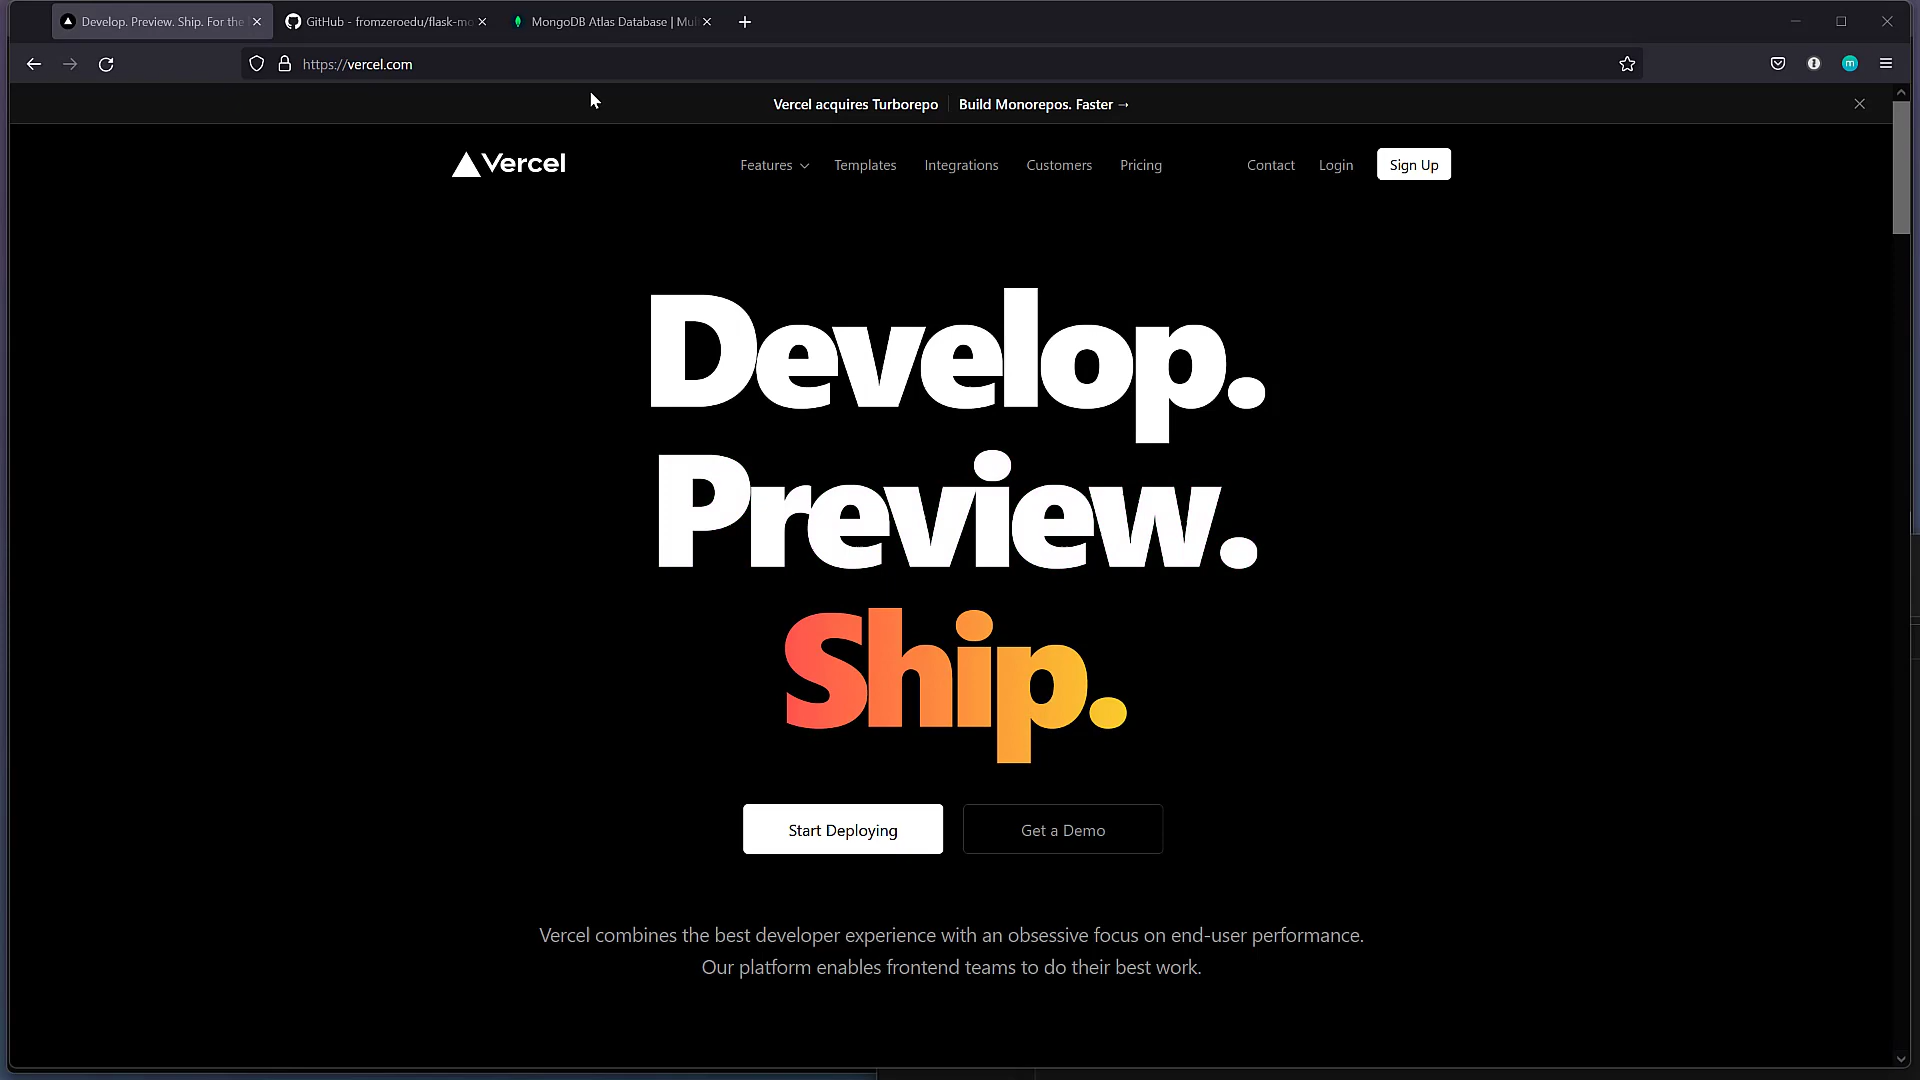 Develop. Preview. Ship. For the
GitHub - fromzeroedu/flask-mo
MongoDB Atlas Database | Mul
https://vercel.com
m
Vercel acquires Turborepo
Build Monorepos. Faster →
Vercel
Features
Templates
Integrations
Customers
Pricing
Contact
Login
Sign Up
Develop.
Preview.
Ship.
Start Deploying
Get a Demo
Vercel combines the best developer experience with an obsessive focus on end-user performance.
Our platform enables frontend teams to do their best work.